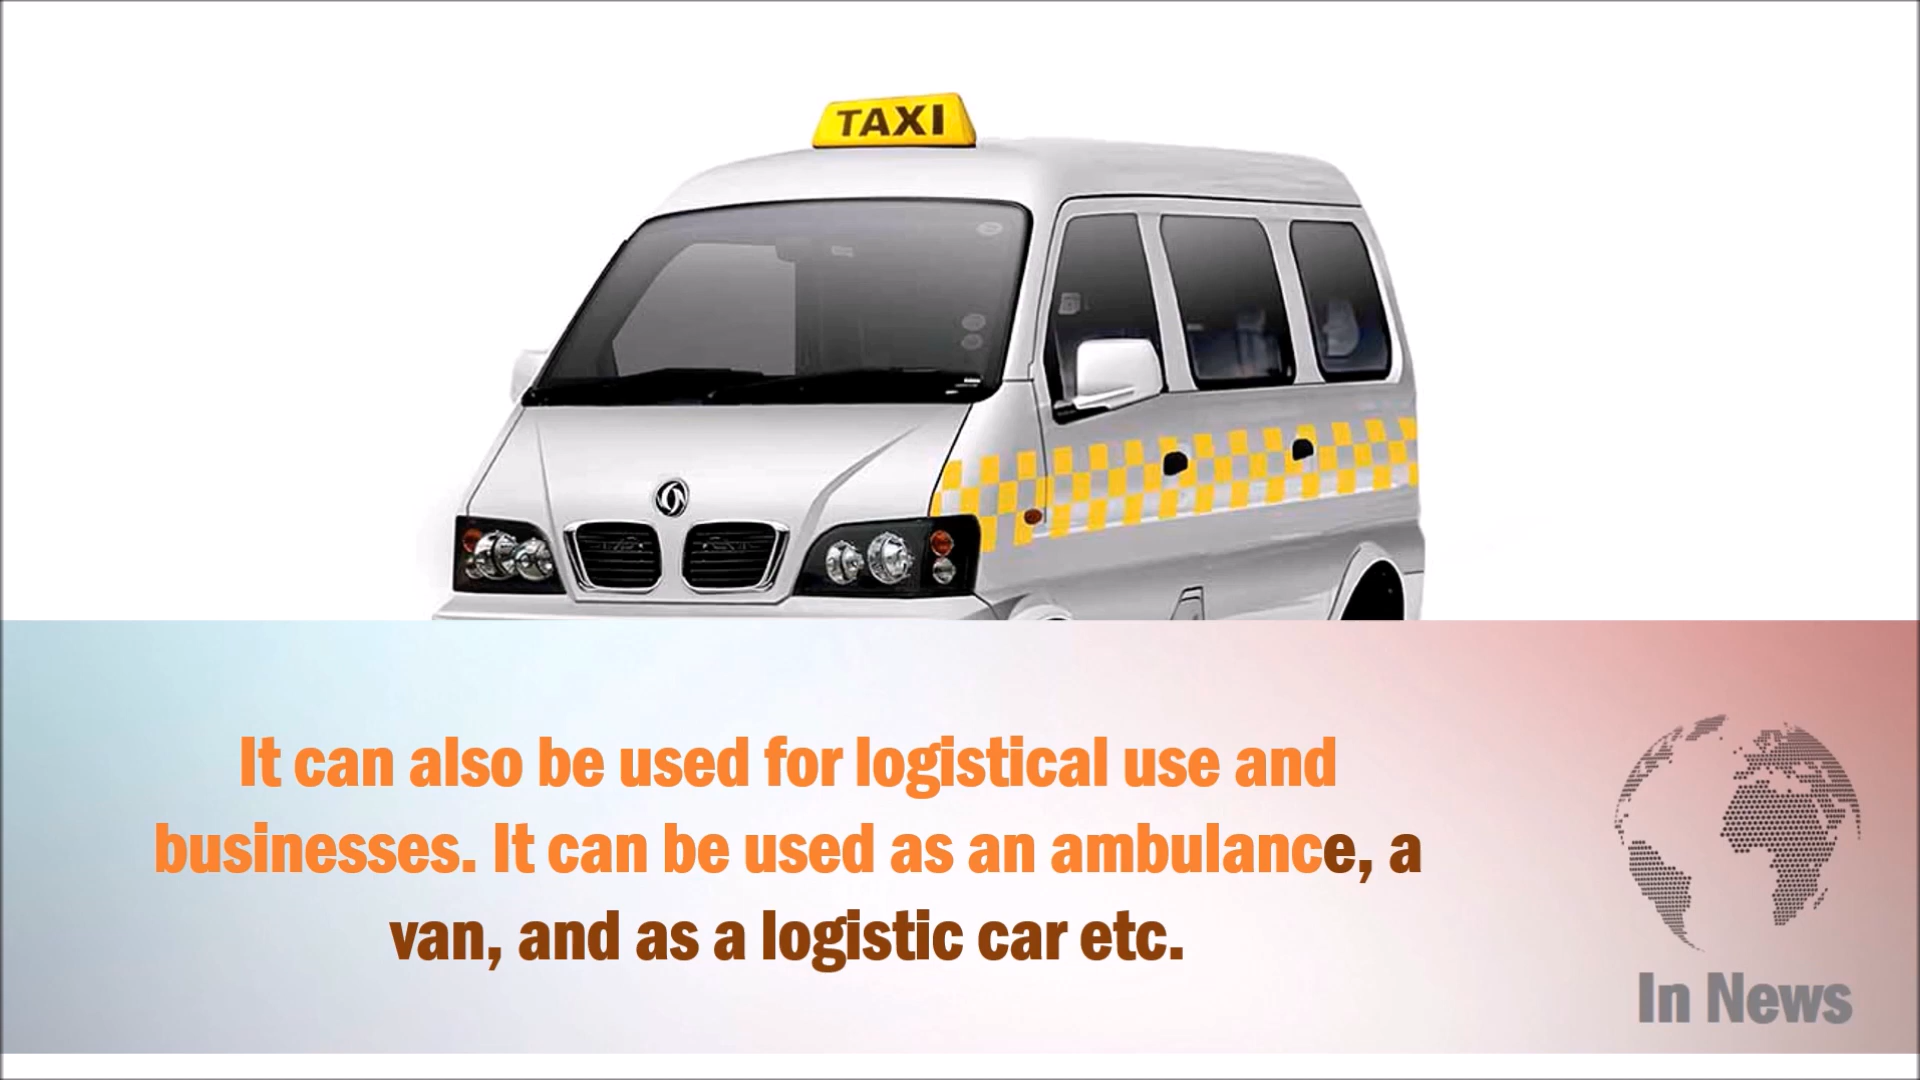 TAXI
It can also be used for logistical use and
businesses. It can be used as an ambulance, a
van, and as a logistic car etc.
In News